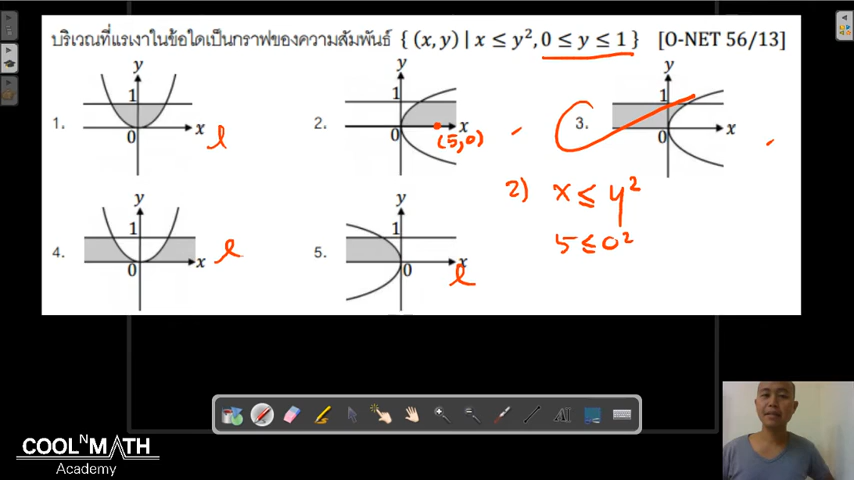 บริเวณที่แรเงาในข้อใดเป็นกราฟของความสัมพันธ์ { (x, y) | x ≤ y², 0 ≤ y ≤ 1 } [O-NET 56/13]
1. y 1 0 x l
2. y 1 0 x (5,0)
3. y 1 0 x
2) x ≤ y²
5 ≤ 0²
4. y 1 0 x l
5. y 1 0 x l
COOL N MATH
Academy